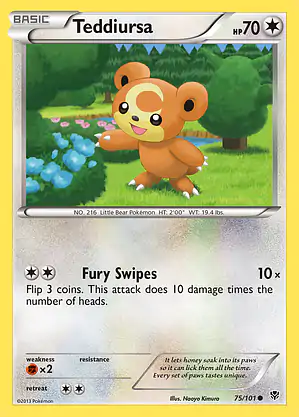 BASIC
Teddiursa
HP70
NO. 216 Little Bear Pokémon HT: 2'00" WT: 19.4 lbs.
Fury Swipes 10×
Flip 3 coins. This attack does 10 damage times the
number of heads.
weakness resistance
×2
retreat
It lets honey soak into its paws
so it can lick them all the time.
Every set of paws tastes unique.
©2013 Pokémon
Illus. Naoyo Kimura
75/101